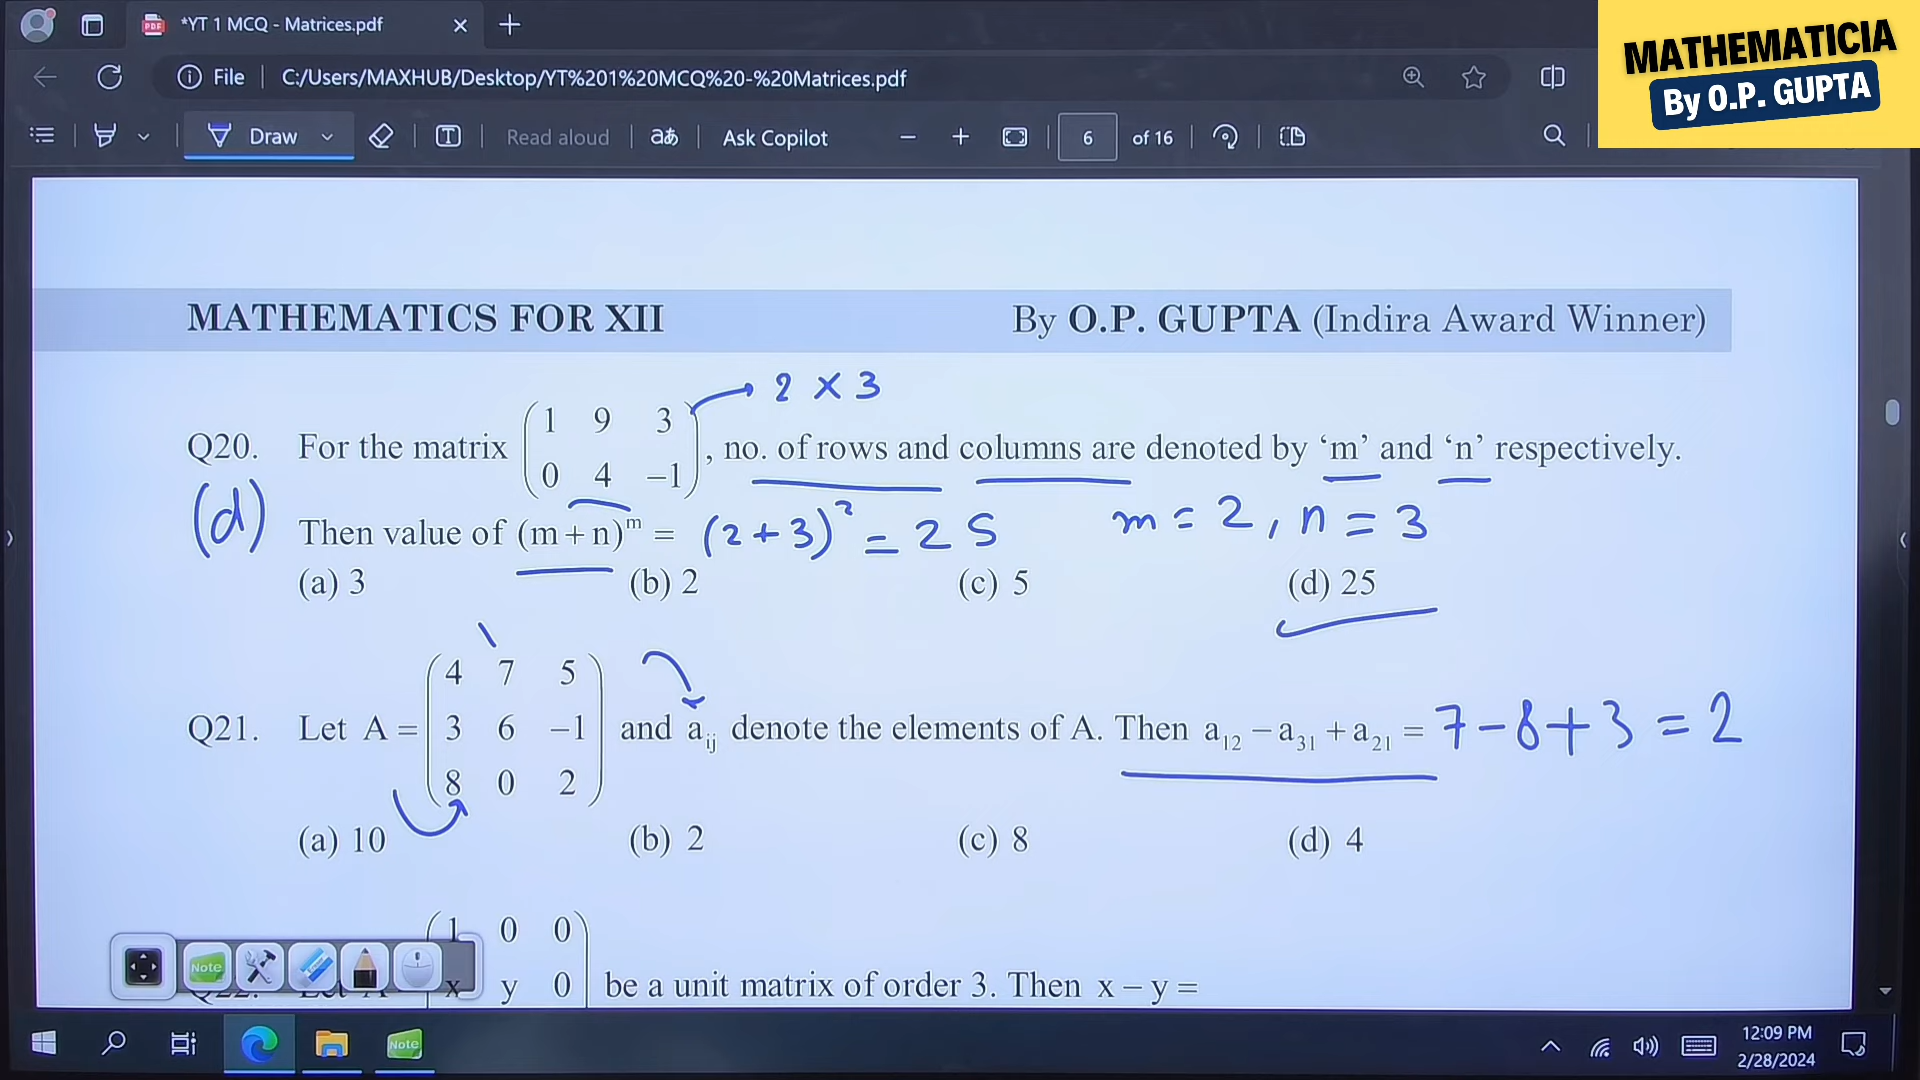 *YT 1 MCQ - Matrices.pdf
File | C:/Users/MAXHUB/Desktop/YT%201%20MCQ%20-%20Matrices.pdf
MATHEMATICIA
By O.P. GUPTA
Draw
Read aloud
aあ
Ask Copilot
6 of 16
MATHEMATICS FOR XII
By O.P. GUPTA (Indira Award Winner)
2 × 3
Q20. For the matrix (1 9 3
0 4 −1), no. of rows and columns are denoted by ‘m’ and ‘n’ respectively.
(d)
Then value of (m + n)^m = (2+3)^2 = 25
m = 2, n = 3
(a) 3 (b) 2 (c) 5 (d) 25
Q21. Let A = (4 7 5
3 6 −1
8 0 2) and a_ij denote the elements of A. Then a_12 − a_31 + a_21 = 7−8+3 = 2
(a) 10 (b) 2 (c) 8 (d) 4
(1 0 0
x y 0) be a unit matrix of order 3. Then x − y =
Note
Note
12:09 PM
2/28/2024